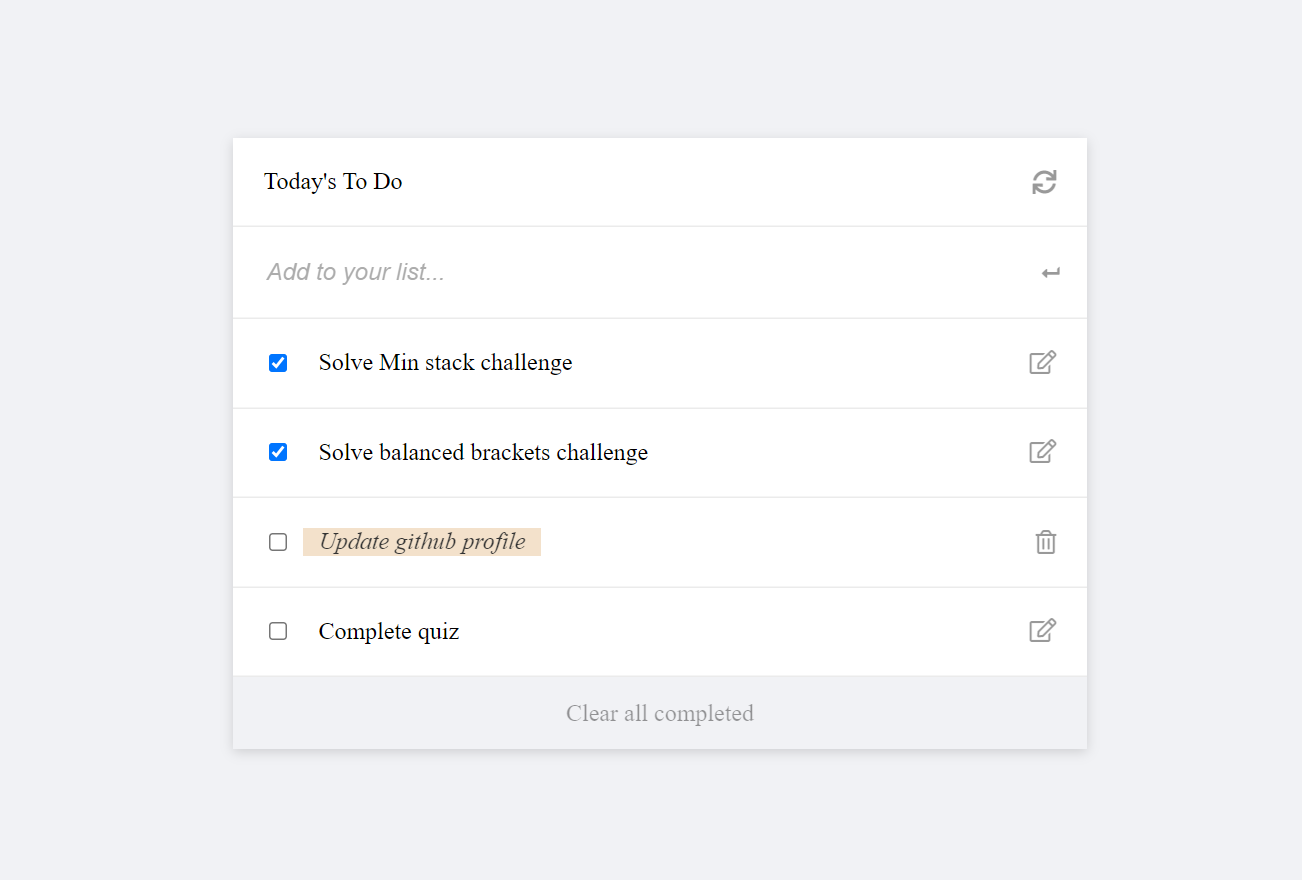 Today's To Do
Add to your list...
Solve Min stack challenge
Solve balanced brackets challenge
Update github profile
Complete quiz
Clear all completed